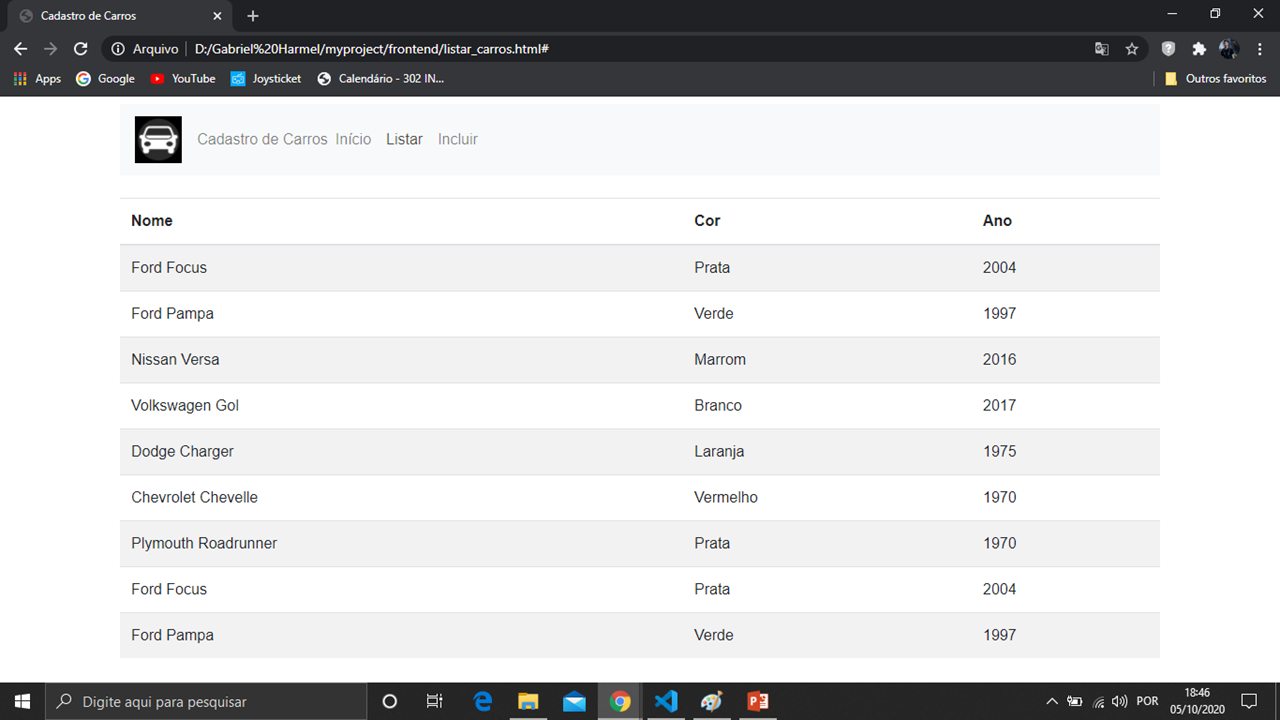 Cadastro de Carros
Arquivo D:/Gabriel%20Harmel/myproject/frontend/listar_carros.html#
Apps Google YouTube Joysticket Calendário - 302 IN... Outros favoritos
Cadastro de Carros Início Listar Incluir
Nome Cor Ano
Ford Focus Prata 2004
Ford Pampa Verde 1997
Nissan Versa Marrom 2016
Volkswagen Gol Branco 2017
Dodge Charger Laranja 1975
Chevrolet Chevelle Vermelho 1970
Plymouth Roadrunner Prata 1970
Ford Focus Prata 2004
Ford Pampa Verde 1997
Digite aqui para pesquisar POR 18:46
05/10/2020